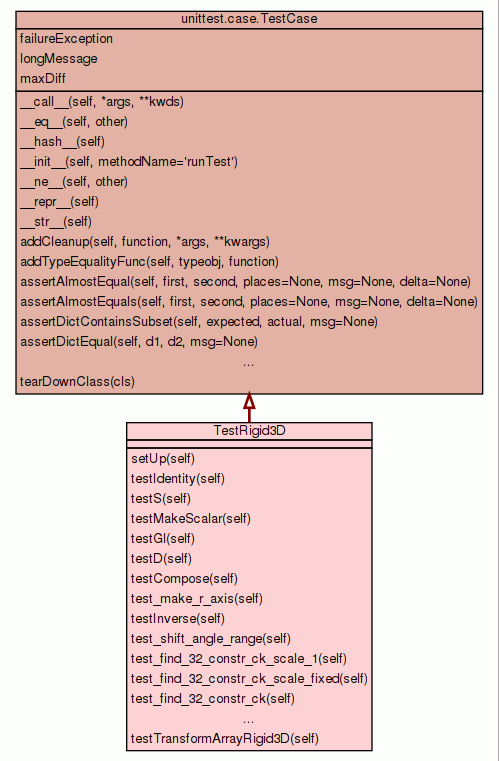 unittest.case.TestCase
failureException
longMessage
maxDiff
__call__(self, *args, **kwds)
__eq__(self, other)
__hash__(self)
__init__(self, methodName='runTest')
__ne__(self, other)
__repr__(self)
__str__(self)
addCleanup(self, function, *args, **kwargs)
addTypeEqualityFunc(self, typeobj, function)
assertAlmostEqual(self, first, second, places=None, msg=None, delta=None)
assertAlmostEquals(self, first, second, places=None, msg=None, delta=None)
assertDictContainsSubset(self, expected, actual, msg=None)
assertDictEqual(self, d1, d2, msg=None)
...
tearDownClass(cls)
TestRigid3D
setUp(self)
testIdentity(self)
testS(self)
testMakeScalar(self)
testGl(self)
testD(self)
testCompose(self)
test_make_r_axis(self)
testInverse(self)
test_shift_angle_range(self)
test_find_32_constr_ck_scale_1(self)
test_find_32_constr_ck_scale_fixed(self)
test_find_32_constr_ck(self)
...
testTransformArrayRigid3D(self)